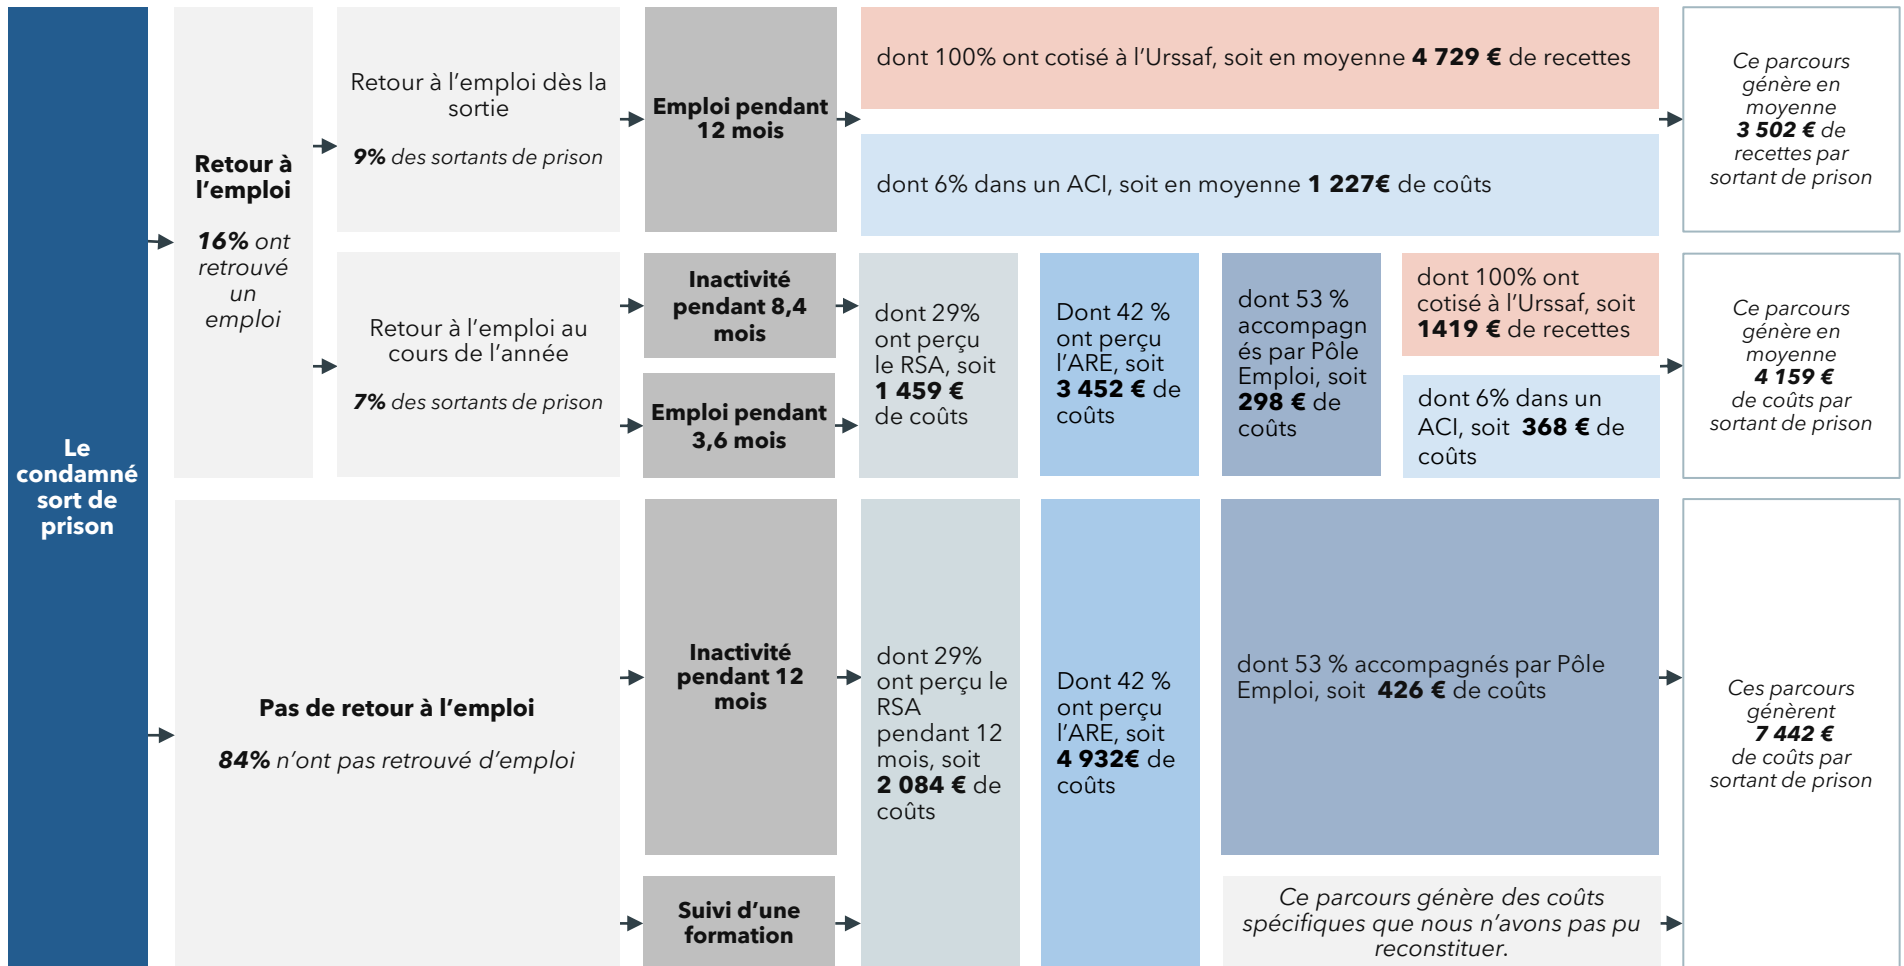 Le
condamné
sort de
prison
Retour à
l’emploi
16% ont
retrouvé
un
emploi
Retour à l’emploi dès la
sortie
9% des sortants de prison
Emploi pendant
12 mois
dont 100% ont cotisé à l’Urssaf, soit en moyenne 4 729 € de recettes
dont 6% dans un ACI, soit en moyenne 1 227€ de coûts
Ce parcours
génère en
moyenne
3 502 € de
recettes par
sortant de prison
Retour à l’emploi au
cours de l’année
7% des sortants de prison
Inactivité
pendant 8,4
mois
Emploi pendant
3,6 mois
dont 29%
ont perçu
le RSA, soit
1 459 €
de coûts
Dont 42 %
ont perçu
l’ARE, soit
3 452 € de
coûts
dont 53 %
accompagn
és par Pôle
Emploi, soit
298 € de
coûts
dont 100% ont
cotisé à l’Urssaf, soit
1419 € de recettes
dont 6% dans un
ACI, soit 368 € de
coûts
Ce parcours
génère en
moyenne
4 159 €
de coûts par
sortant de prison
Pas de retour à l’emploi
84% n’ont pas retrouvé d’emploi
Inactivité
pendant 12
mois
dont 29%
ont perçu le
RSA
pendant 12
mois, soit
2 084 € de
coûts
Dont 42 %
ont perçu
l’ARE, soit
4 932€ de
coûts
dont 53 % accompagnés par Pôle
Emploi, soit 426 € de coûts
Ces parcours
génèrent
7 442 €
de coûts par
sortant de prison
Suivi d’une
formation
Ce parcours génère des coûts
spécifiques que nous n’avons pas pu
reconstituer.